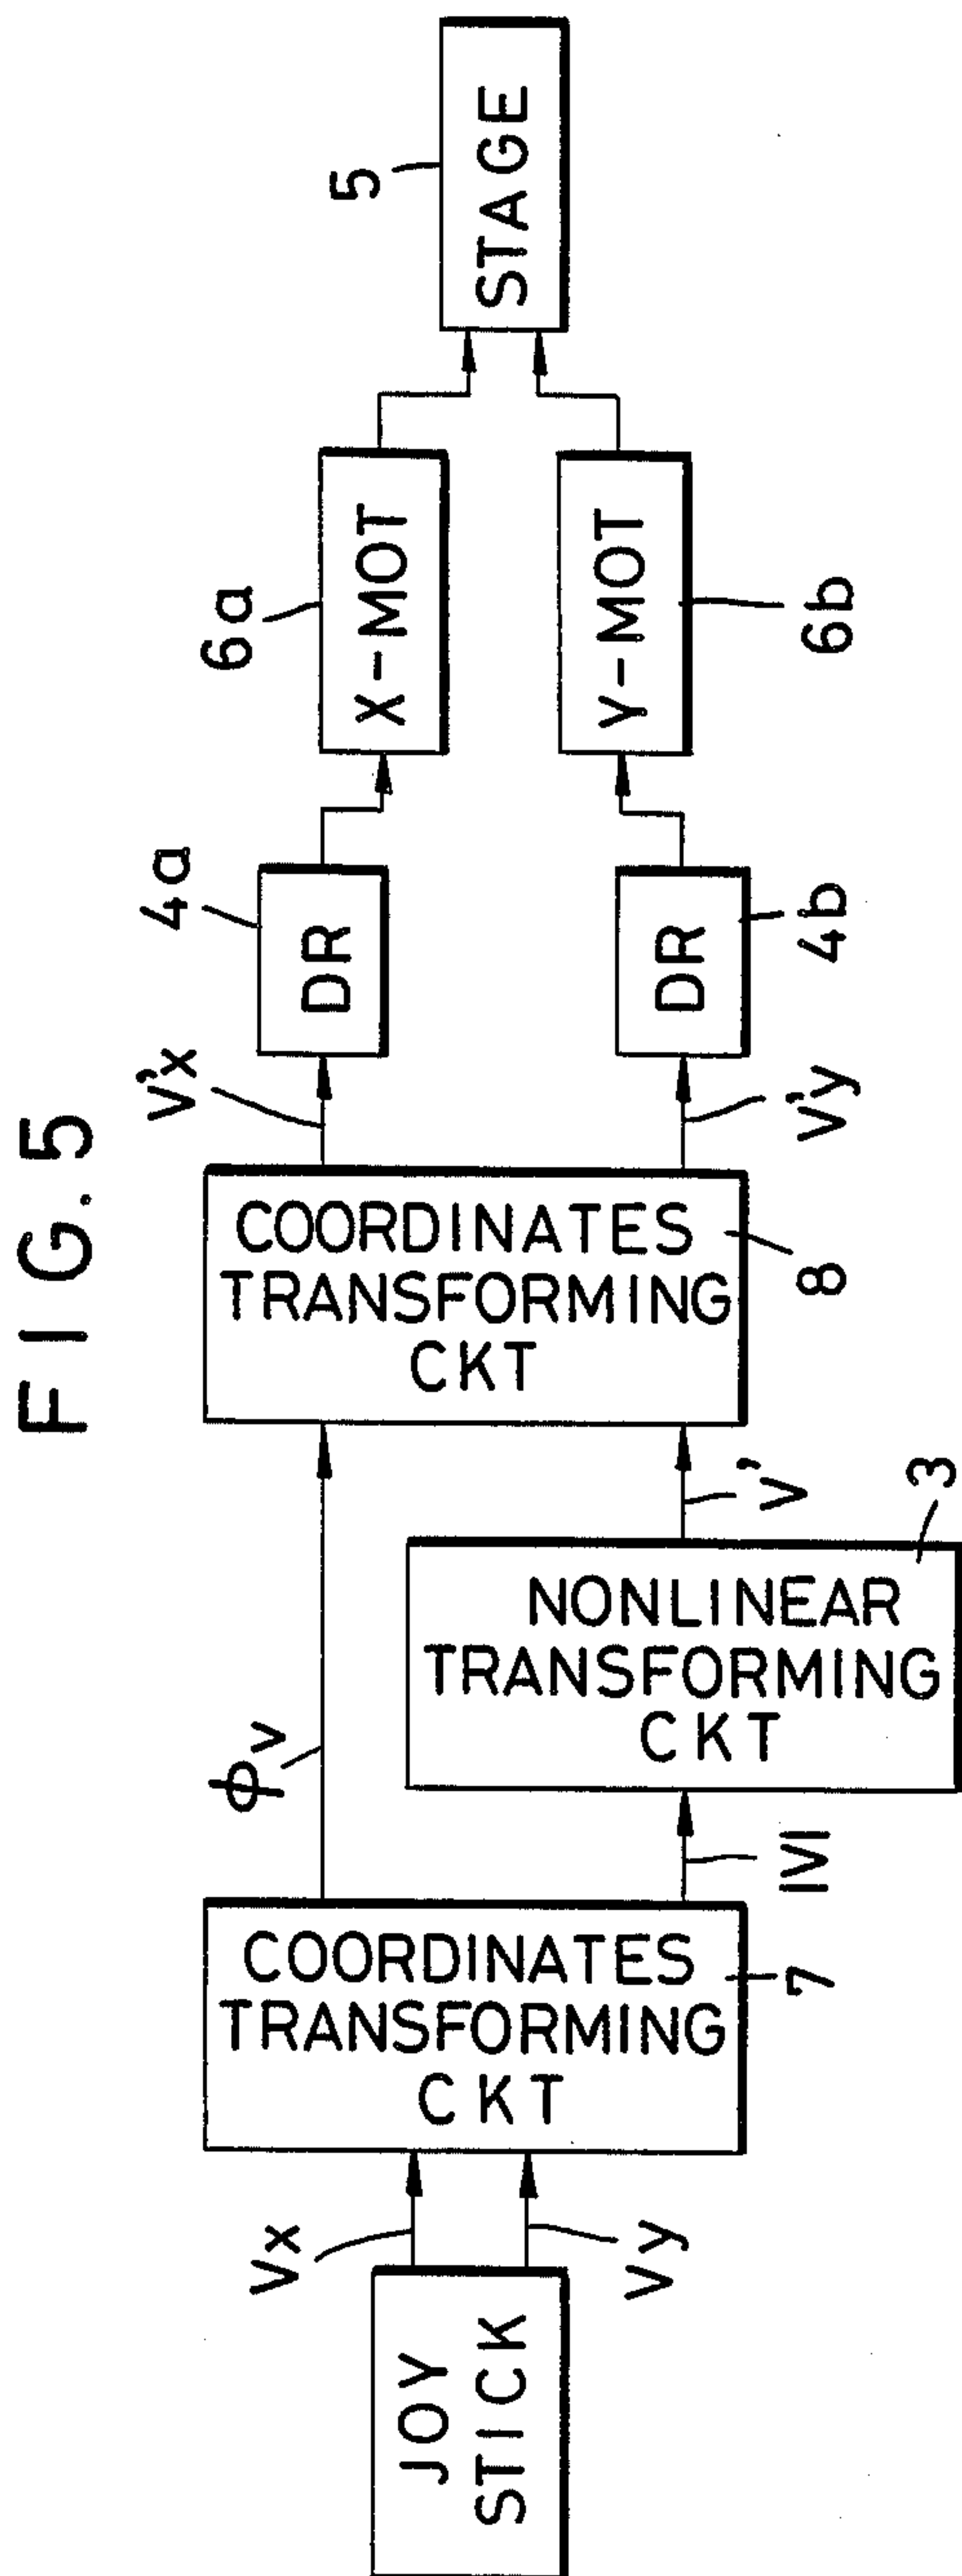 FIG. 5
JOY
STICK
Vx
Vy
COORDINATES
TRANSFORMING
CKT
7
ϕv
|V|
NONLINEAR
TRANSFORMING
CKT
3
V'
COORDINATES
TRANSFORMING
CKT
8
V'x
V'y
DR
4a
DR
4b
X-MOT
6a
Y-MOT
6b
STAGE
5